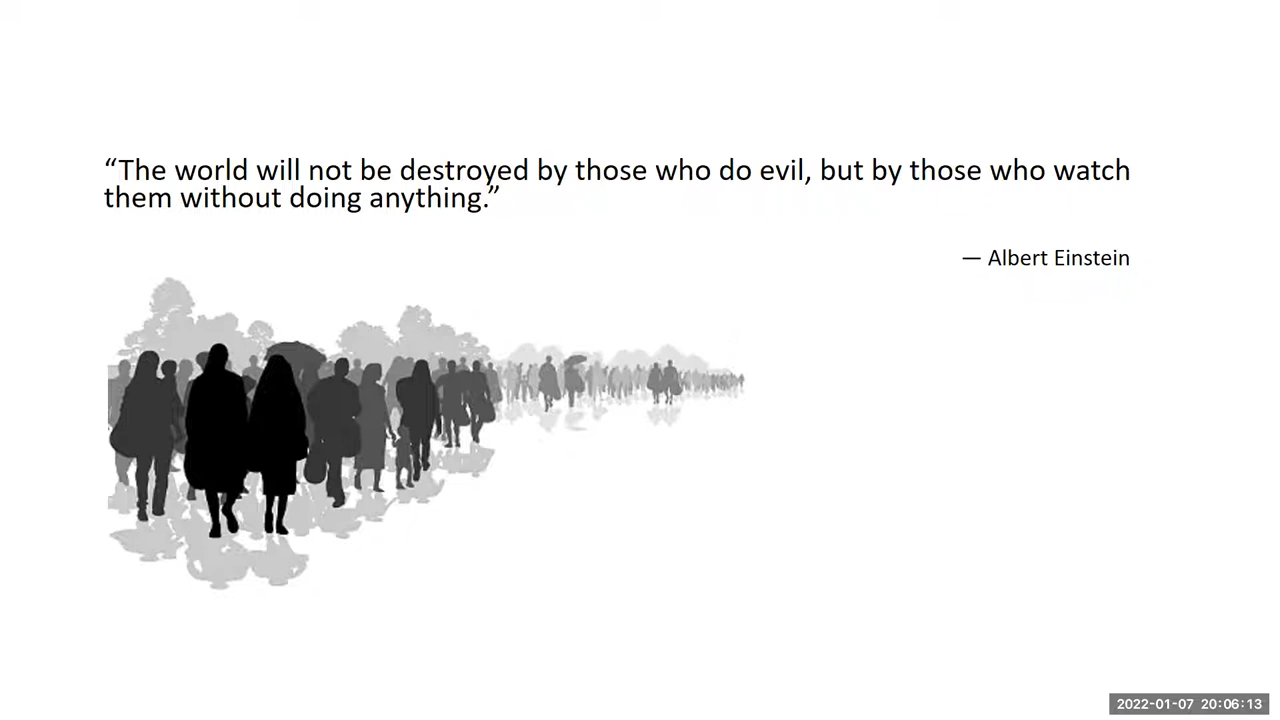 “The world will not be destroyed by those who do evil, but by those who watch
them without doing anything.”
— Albert Einstein
2022-01-07 20:06:13